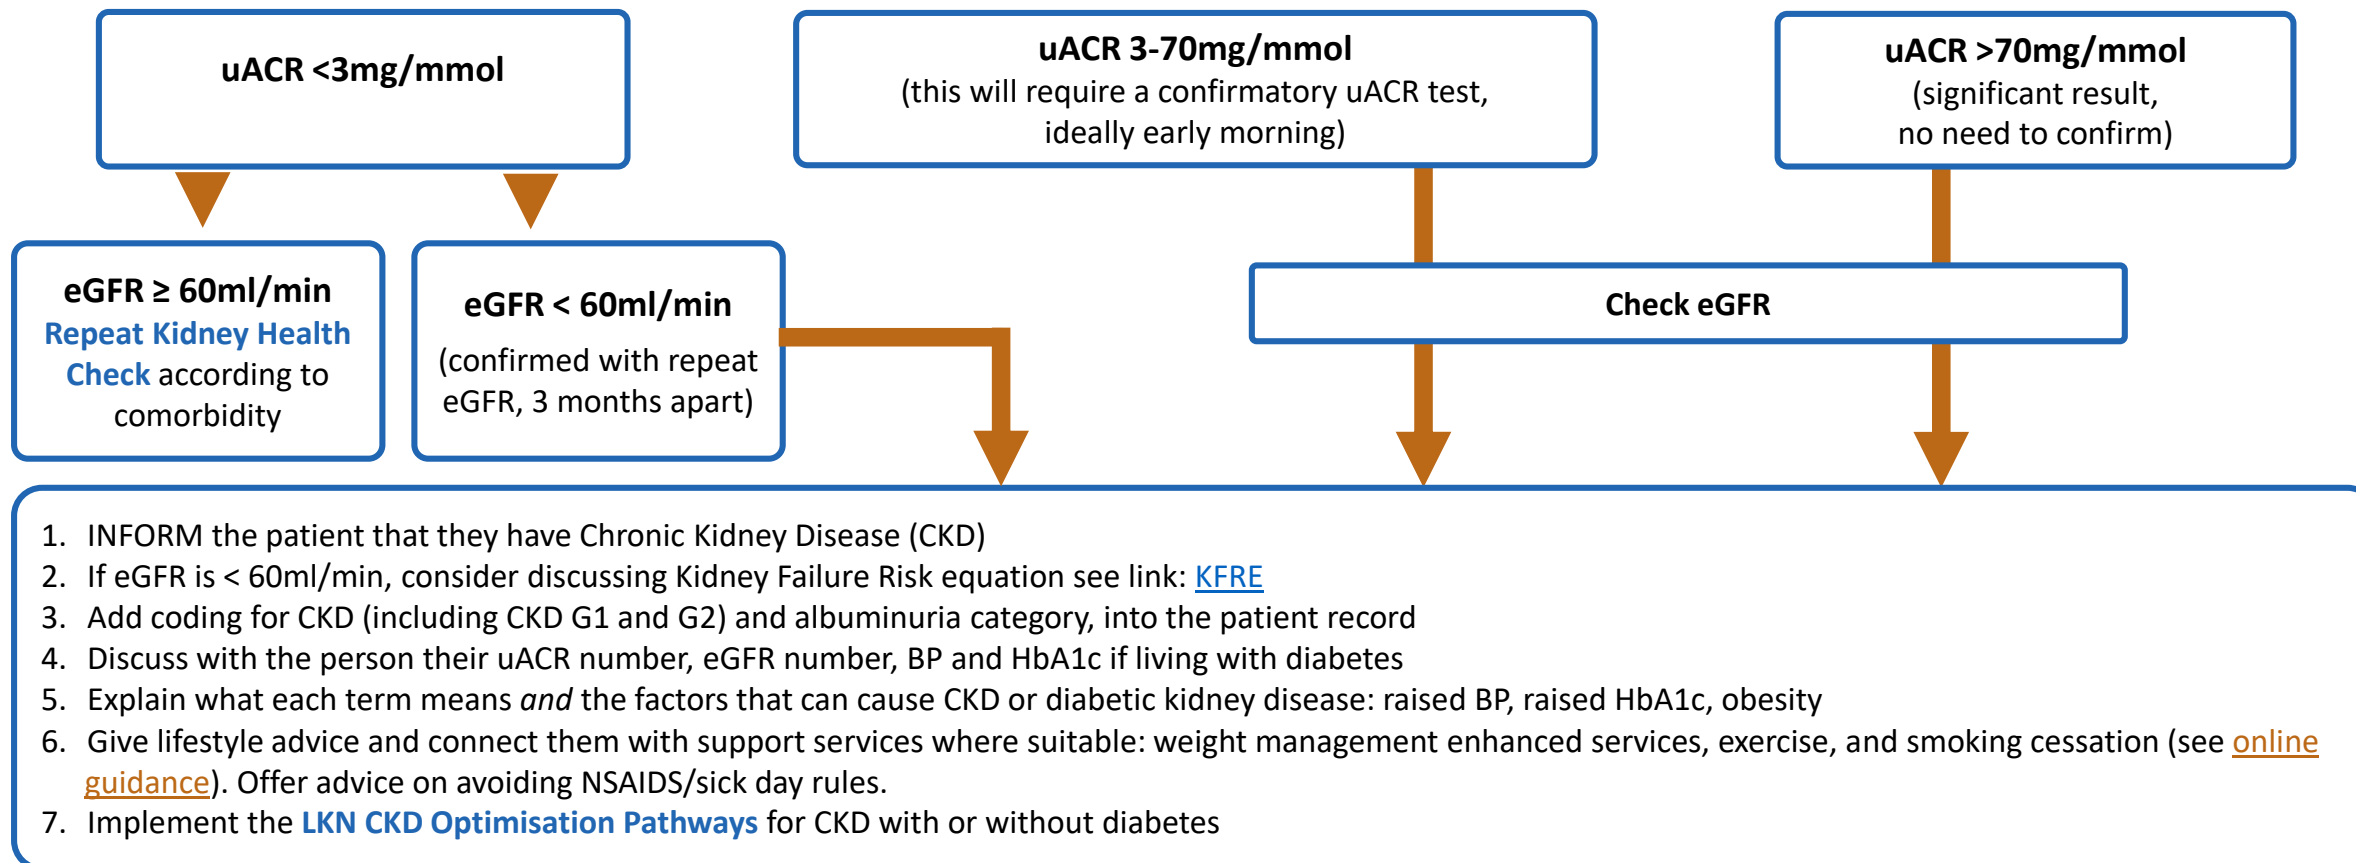 uACR <3mg/mmol
uACR 3-70mg/mmol
(this will require a confirmatory uACR test,
ideally early morning)
uACR >70mg/mmol
(significant result,
no need to confirm)
eGFR ≥ 60ml/min
Repeat Kidney Health
Check according to
comorbidity
eGFR < 60ml/min
(confirmed with repeat
eGFR, 3 months apart)
Check eGFR
1. INFORM the patient that they have Chronic Kidney Disease (CKD)
2. If eGFR is < 60ml/min, consider discussing Kidney Failure Risk equation see link: KFRE
3. Add coding for CKD (including CKD G1 and G2) and albuminuria category, into the patient record
4. Discuss with the person their uACR number, eGFR number, BP and HbA1c if living with diabetes
5. Explain what each term means and the factors that can cause CKD or diabetic kidney disease: raised BP, raised HbA1c, obesity
6. Give lifestyle advice and connect them with support services where suitable: weight management enhanced services, exercise, and smoking cessation (see online
guidance). Offer advice on avoiding NSAIDS/sick day rules.
7. Implement the LKN CKD Optimisation Pathways for CKD with or without diabetes